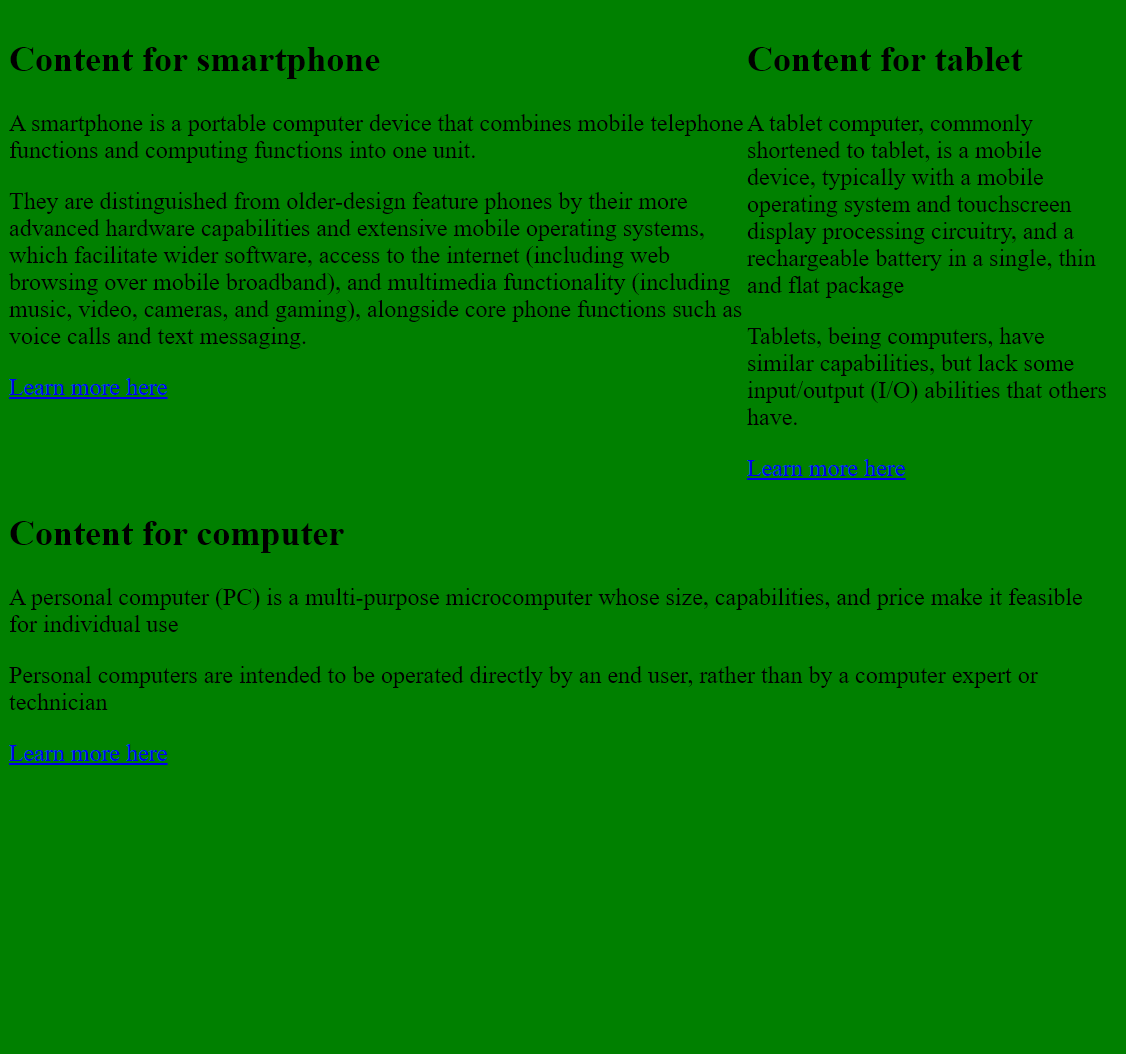 Content for smartphone
A smartphone is a portable computer device that combines mobile telephone
functions and computing functions into one unit.
They are distinguished from older-design feature phones by their more
advanced hardware capabilities and extensive mobile operating systems,
which facilitate wider software, access to the internet (including web
browsing over mobile broadband), and multimedia functionality (including
music, video, cameras, and gaming), alongside core phone functions such as
voice calls and text messaging.
Learn more here
Content for tablet
A tablet computer, commonly
shortened to tablet, is a mobile
device, typically with a mobile
operating system and touchscreen
display processing circuitry, and a
rechargeable battery in a single, thin
and flat package
Tablets, being computers, have
similar capabilities, but lack some
input/output (I/O) abilities that others
have.
Learn more here
Content for computer
A personal computer (PC) is a multi-purpose microcomputer whose size, capabilities, and price make it feasible
for individual use
Personal computers are intended to be operated directly by an end user, rather than by a computer expert or
technician
Learn more here